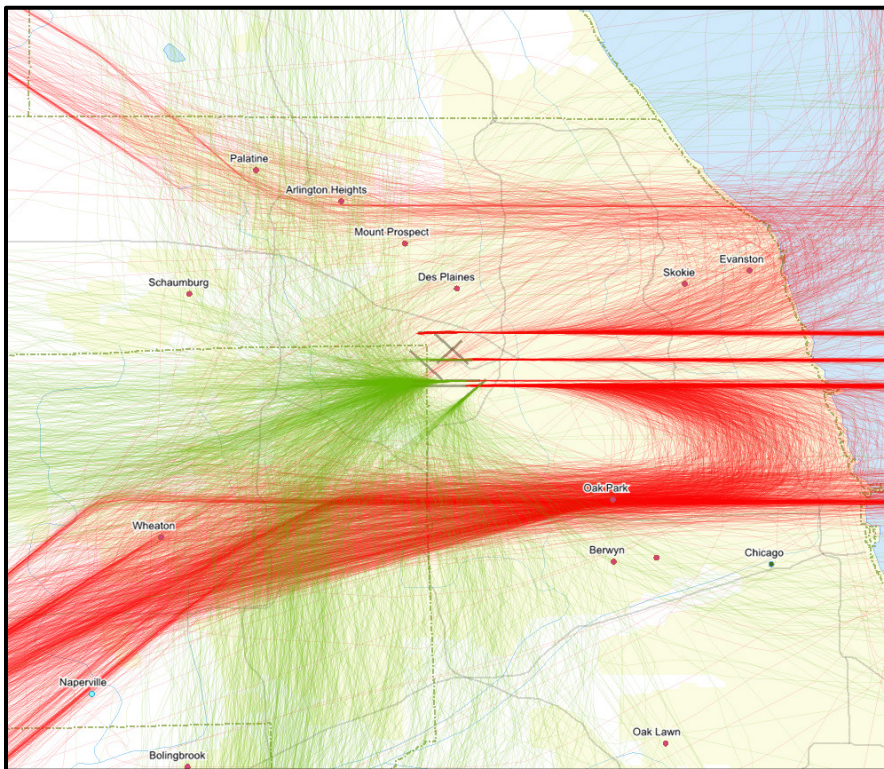 Palatine
Arlington Heights
Mount Prospect
Evanston
Skokie
Des Plaines
Schaumburg
Oak Park
Wheaton
Berwyn
Chicago
Naperville
Oak Lawn
Bolingbrook